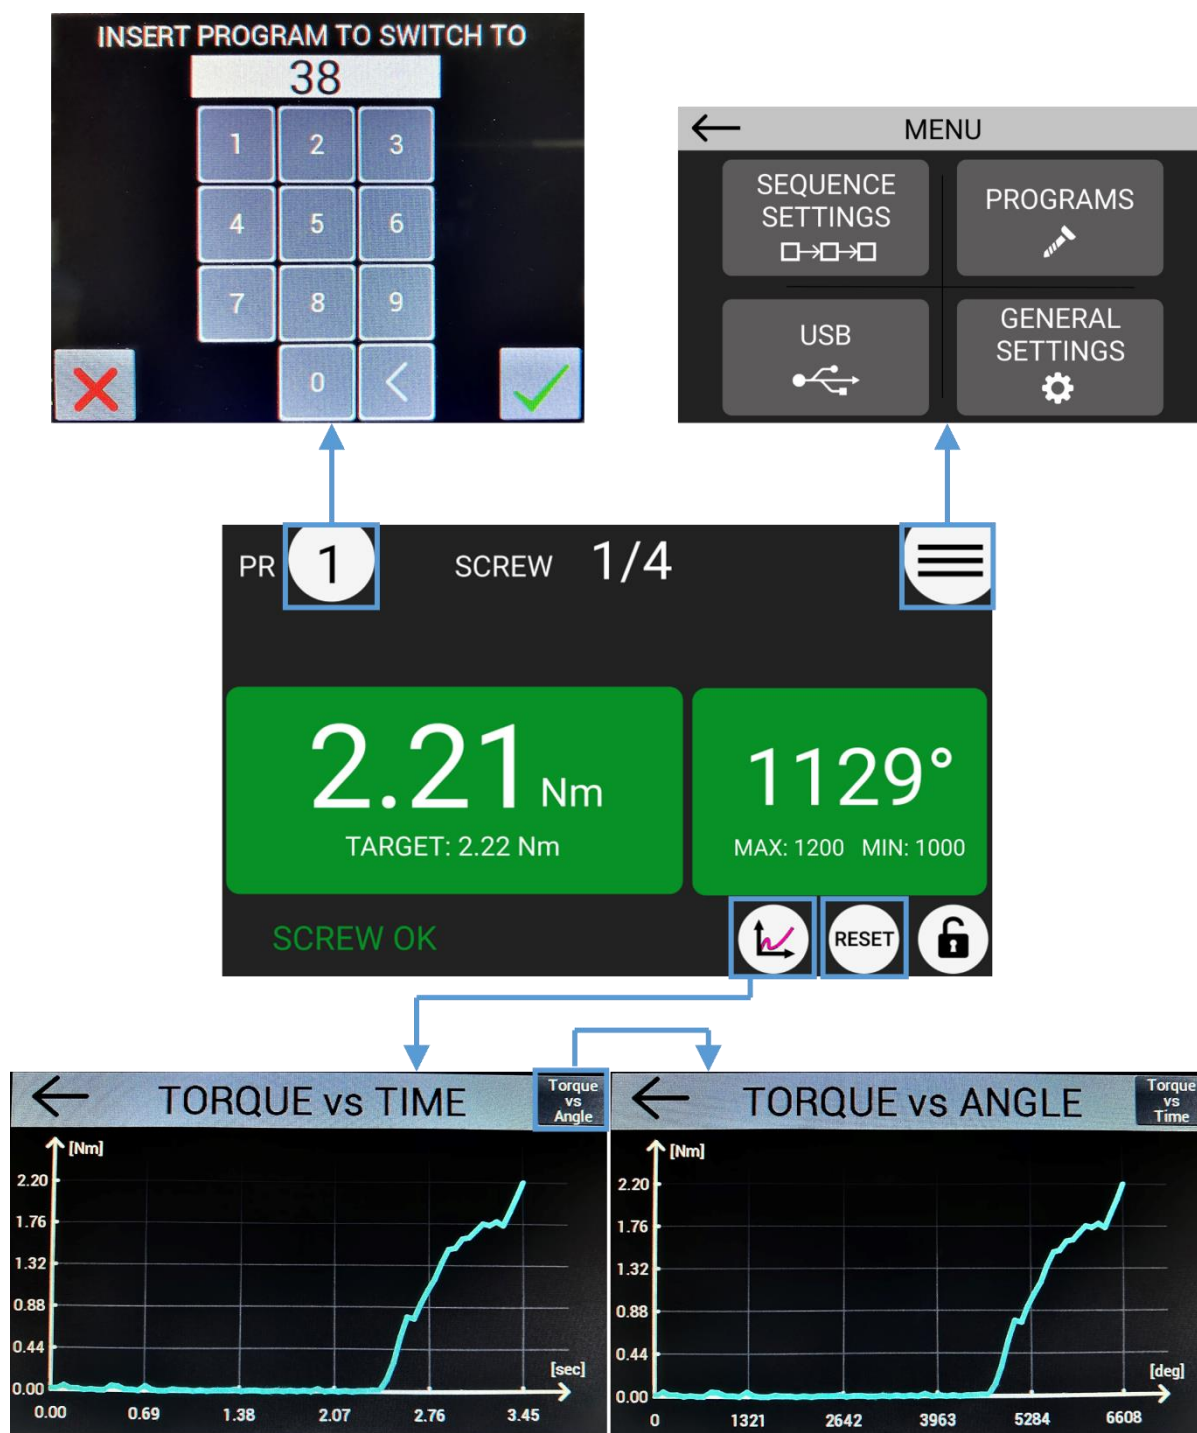 INSERT PROGRAM TO SWITCH TO
38
1 2 3
4 5 6
7 8 9
0 <
MENU
SEQUENCE
SETTINGS
PROGRAMS
USB
GENERAL
SETTINGS
PR 1 SCREW 1/4
2.21 Nm
TARGET: 2.22 Nm
1129°
MAX: 1200 MIN: 1000
SCREW OK
RESET
TORQUE vs TIME
Torque
vs
Angle
[Nm]
2.20
1.76
1.32
0.88
0.44
0.00
[sec]
0.00 0.69 1.38 2.07 2.76 3.45
TORQUE vs ANGLE
Torque
vs
Time
[Nm]
2.20
1.76
1.32
0.88
0.44
0.00
[deg]
0 1321 2642 3963 5284 6608